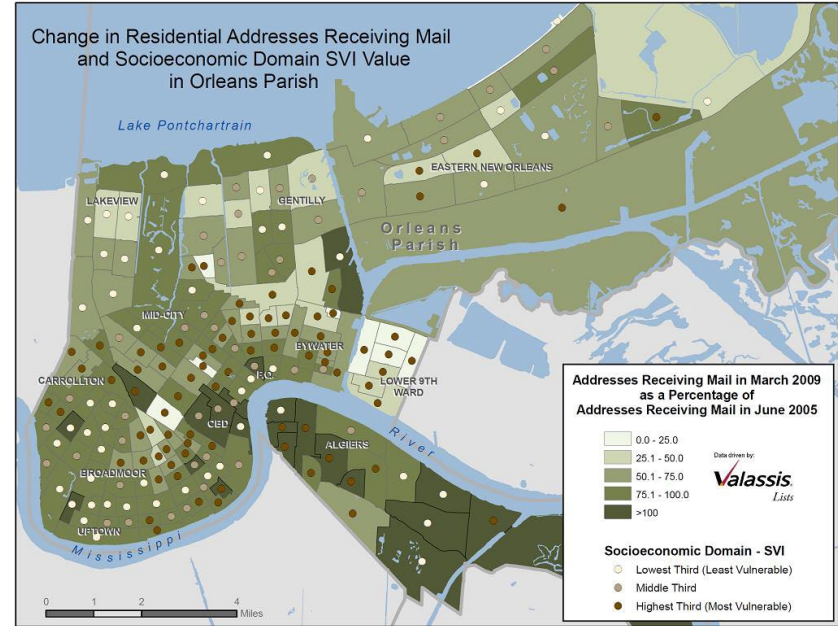 Change in Residential Addresses Receiving Mail
and Socioeconomic Domain SVI Value
in Orleans Parish
Lake Pontchartrain
LAKEVIEW
GENTILLY
EASTERN NEW ORLEANS
Orleans
Parish
MID-CITY
BYWATER
CARROLLTON
F.Q.
LOWER 9TH
WARD
CBD
ALGIERS
River
BROADMOOR
UPTOWN
Mississippi
0 1 2 4
Miles
Addresses Receiving Mail in March 2009
as a Percentage of
Addresses Receiving Mail in June 2005
0.0 - 25.0
25.1 - 50.0
50.1 - 75.0
75.1 - 100.0
>100
Data driven by:
Valassis
Lists
Socioeconomic Domain - SVI
Lowest Third (Least Vulnerable)
Middle Third
Highest Third (Most Vulnerable)